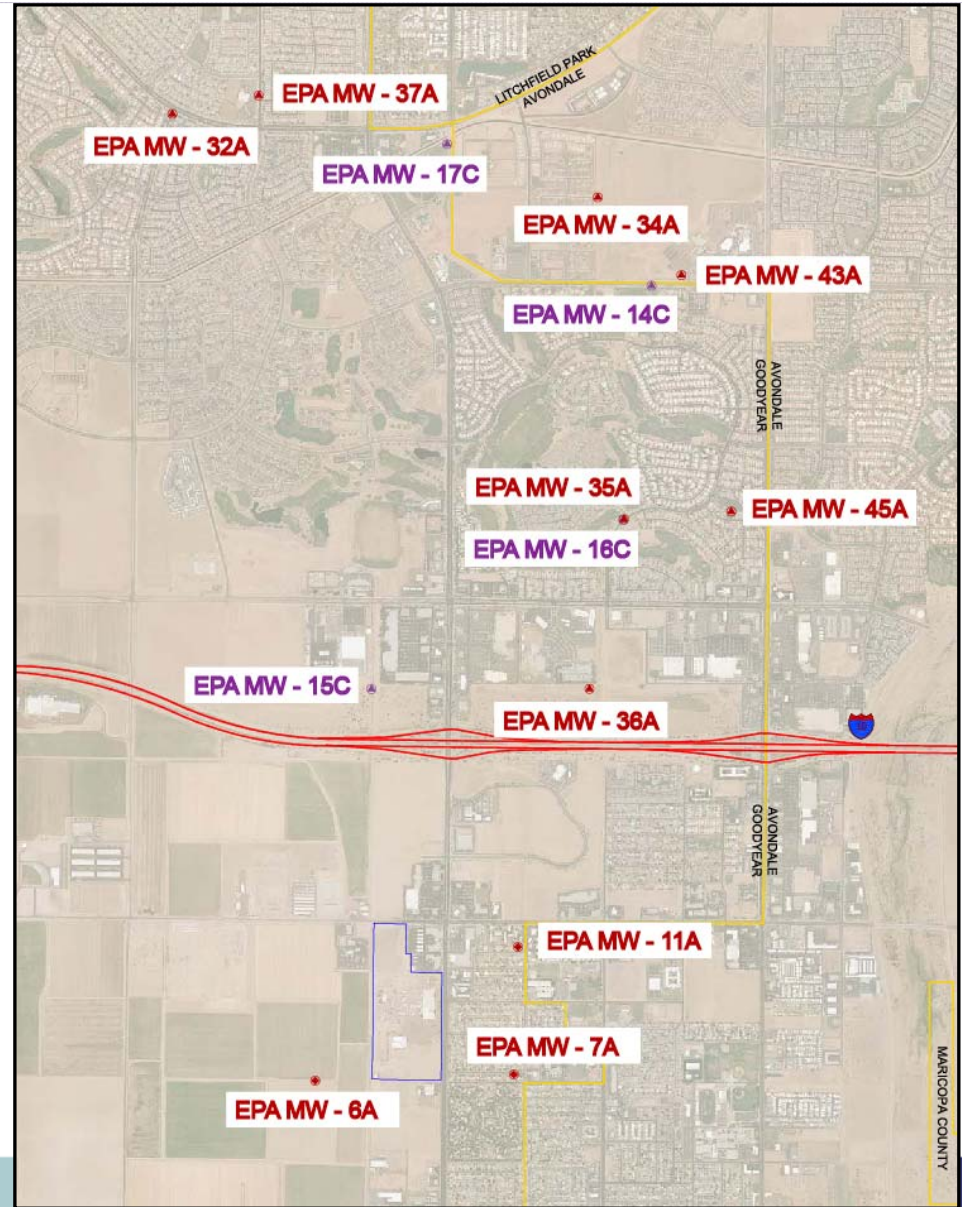 LITCHFIELD PARK
AVONDALE
EPA MW - 37A
EPA MW - 32A
EPA MW - 17C
EPA MW - 34A
EPA MW - 43A
EPA MW - 14C
AVONDALE
GOODYEAR
EPA MW - 35A
EPA MW - 45A
EPA MW - 16C
EPA MW - 15C
EPA MW - 36A
AVONDALE
GOODYEAR
EPA MW - 11A
EPA MW - 7A
EPA MW - 6A
MARICOPA COUNTY